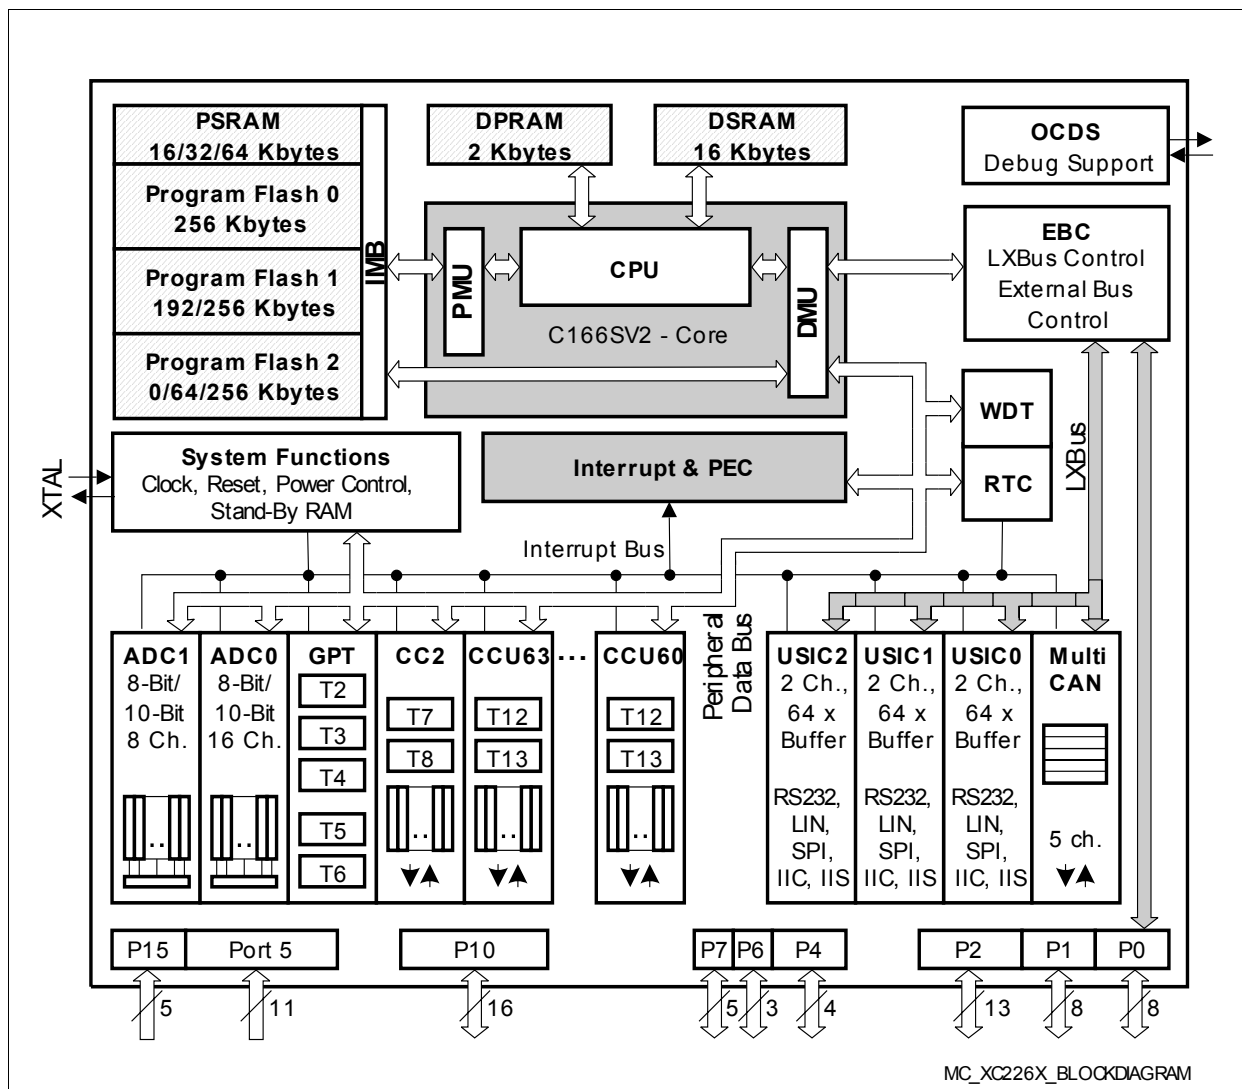 PSRAM
16/32/64 Kbytes
Program Flash 0
256 Kbytes
Program Flash 1
192/256 Kbytes
Program Flash 2
0/64/256 Kbytes
IMB
DPRAM
2 Kbytes
DSRAM
16 Kbytes
OCDS
Debug Support
PMU
CPU
DMU
C166SV2 - Core
EBC
LXBus Control
External Bus
Control
WDT
RTC
LXBus
XTAL
System Functions
Clock, Reset, Power Control,
Stand-By RAM
Interrupt & PEC
Interrupt Bus
Peripheral
Data Bus
ADC1
8-Bit/
10-Bit
8 Ch.
..
ADC0
8-Bit/
10-Bit
16 Ch.
..
GPT
T2
T3
T4
T5
T6
CC2
T7
T8
..
CCU63
T12
T13
..
...
CCU60
T12
T13
..
USIC2
2 Ch.,
64 x
Buffer
RS232,
LIN,
SPI,
IIC, IIS
USIC1
2 Ch.,
64 x
Buffer
RS232,
LIN,
SPI,
IIC, IIS
USIC0
2 Ch.,
64 x
Buffer
RS232,
LIN,
SPI,
IIC, IIS
Multi
CAN
5 ch.
P15
Port 5
P10
P7
P6
P4
P2
P1
P0
5
11
16
5
3
4
13
8
8
MC_XC226X_BLOCKDIAGRAM